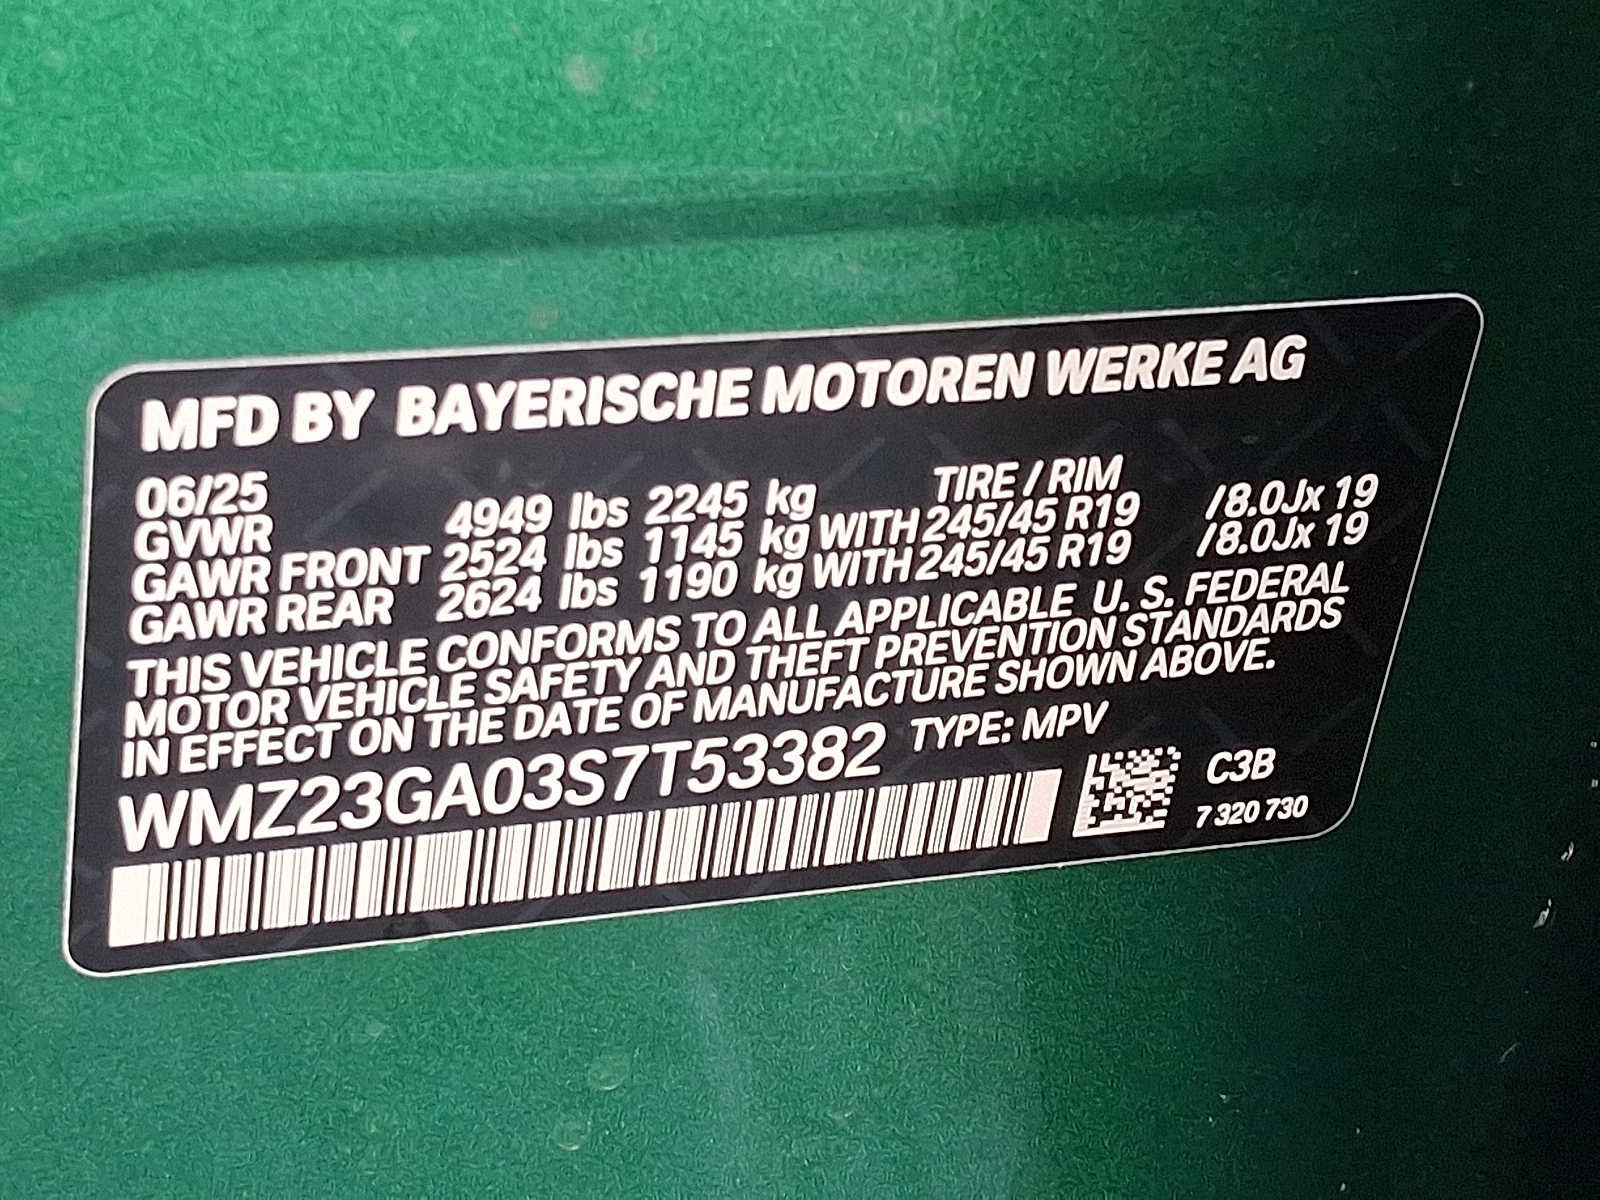 MFD BY BAYERISCHE MOTOREN WERKE AG
06/25 TIRE / RIM
GVWR 4949 lbs 2245 kg
GAWR FRONT 2524 lbs 1145 kg WITH 245/45 R19 /8.0Jx 19
GAWR REAR 2624 lbs 1190 kg WITH 245/45 R19 /8.0Jx 19
THIS VEHICLE CONFORMS TO ALL APPLICABLE U. S. FEDERAL
MOTOR VEHICLE SAFETY AND THEFT PREVENTION STANDARDS
IN EFFECT ON THE DATE OF MANUFACTURE SHOWN ABOVE.
WMZ23GA03S7T53382 TYPE: MPV
C3B
7 320 730